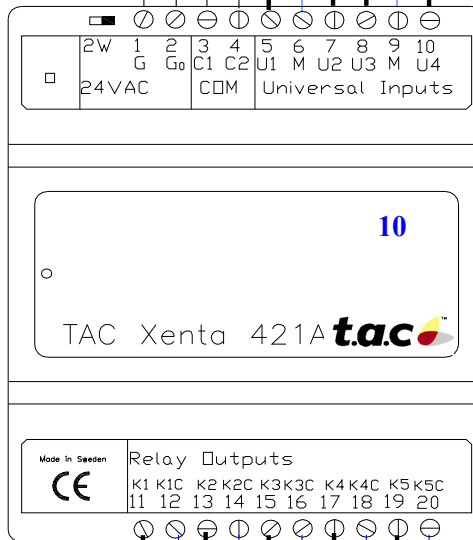 2W 1 2 3 4 5 6 7 8 9 10
G G₀ C1 C2 U1 M U2 U3 M U4
24VAC COM Universal Inputs
10
TAC Xenta 421A t.a.c ™
Made in Sweden
CE
Relay Outputs
K1 K1C K2 K2C K3 K3C K4 K4C K5 K5C
11 12 13 14 15 16 17 18 19 20